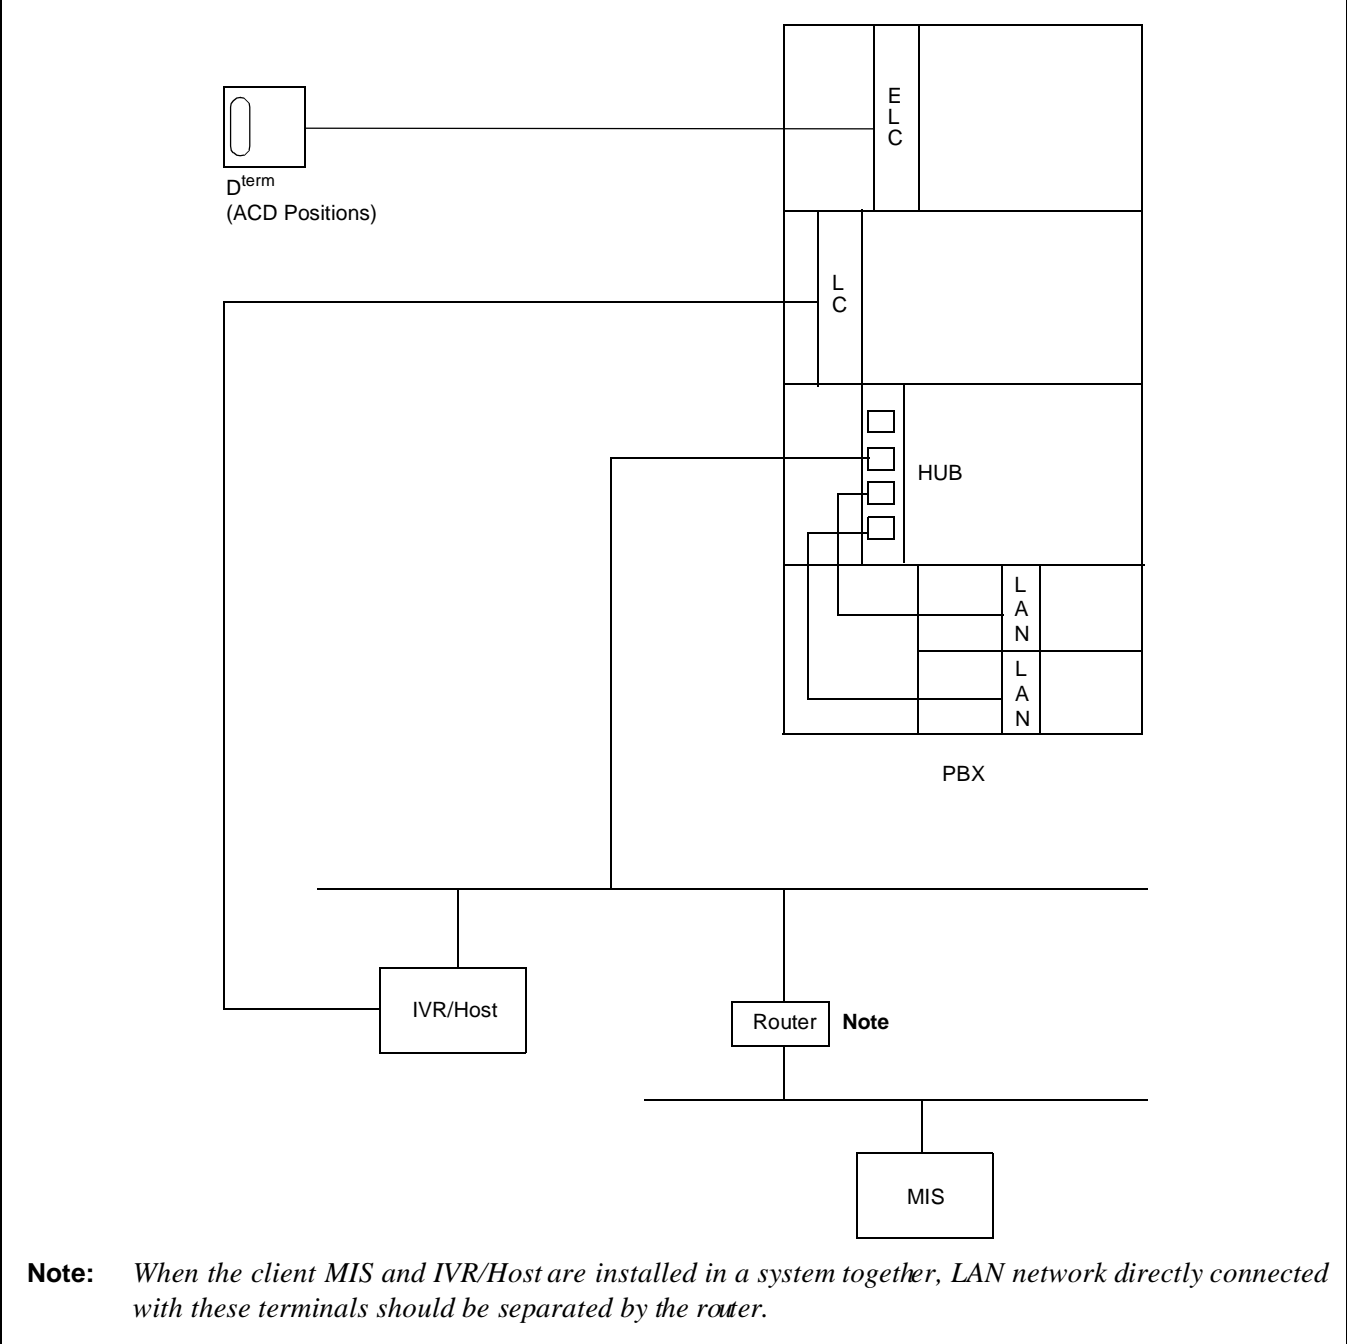 E
L
C
Dterm
(ACD Positions)
L
C
HUB
L
A
N
L
A
N
PBX
IVR/Host
Router Note
MIS
Note: When the client MIS and IVR/Host are installed in a system together, LAN network directly connected
with these terminals should be separated by the router.